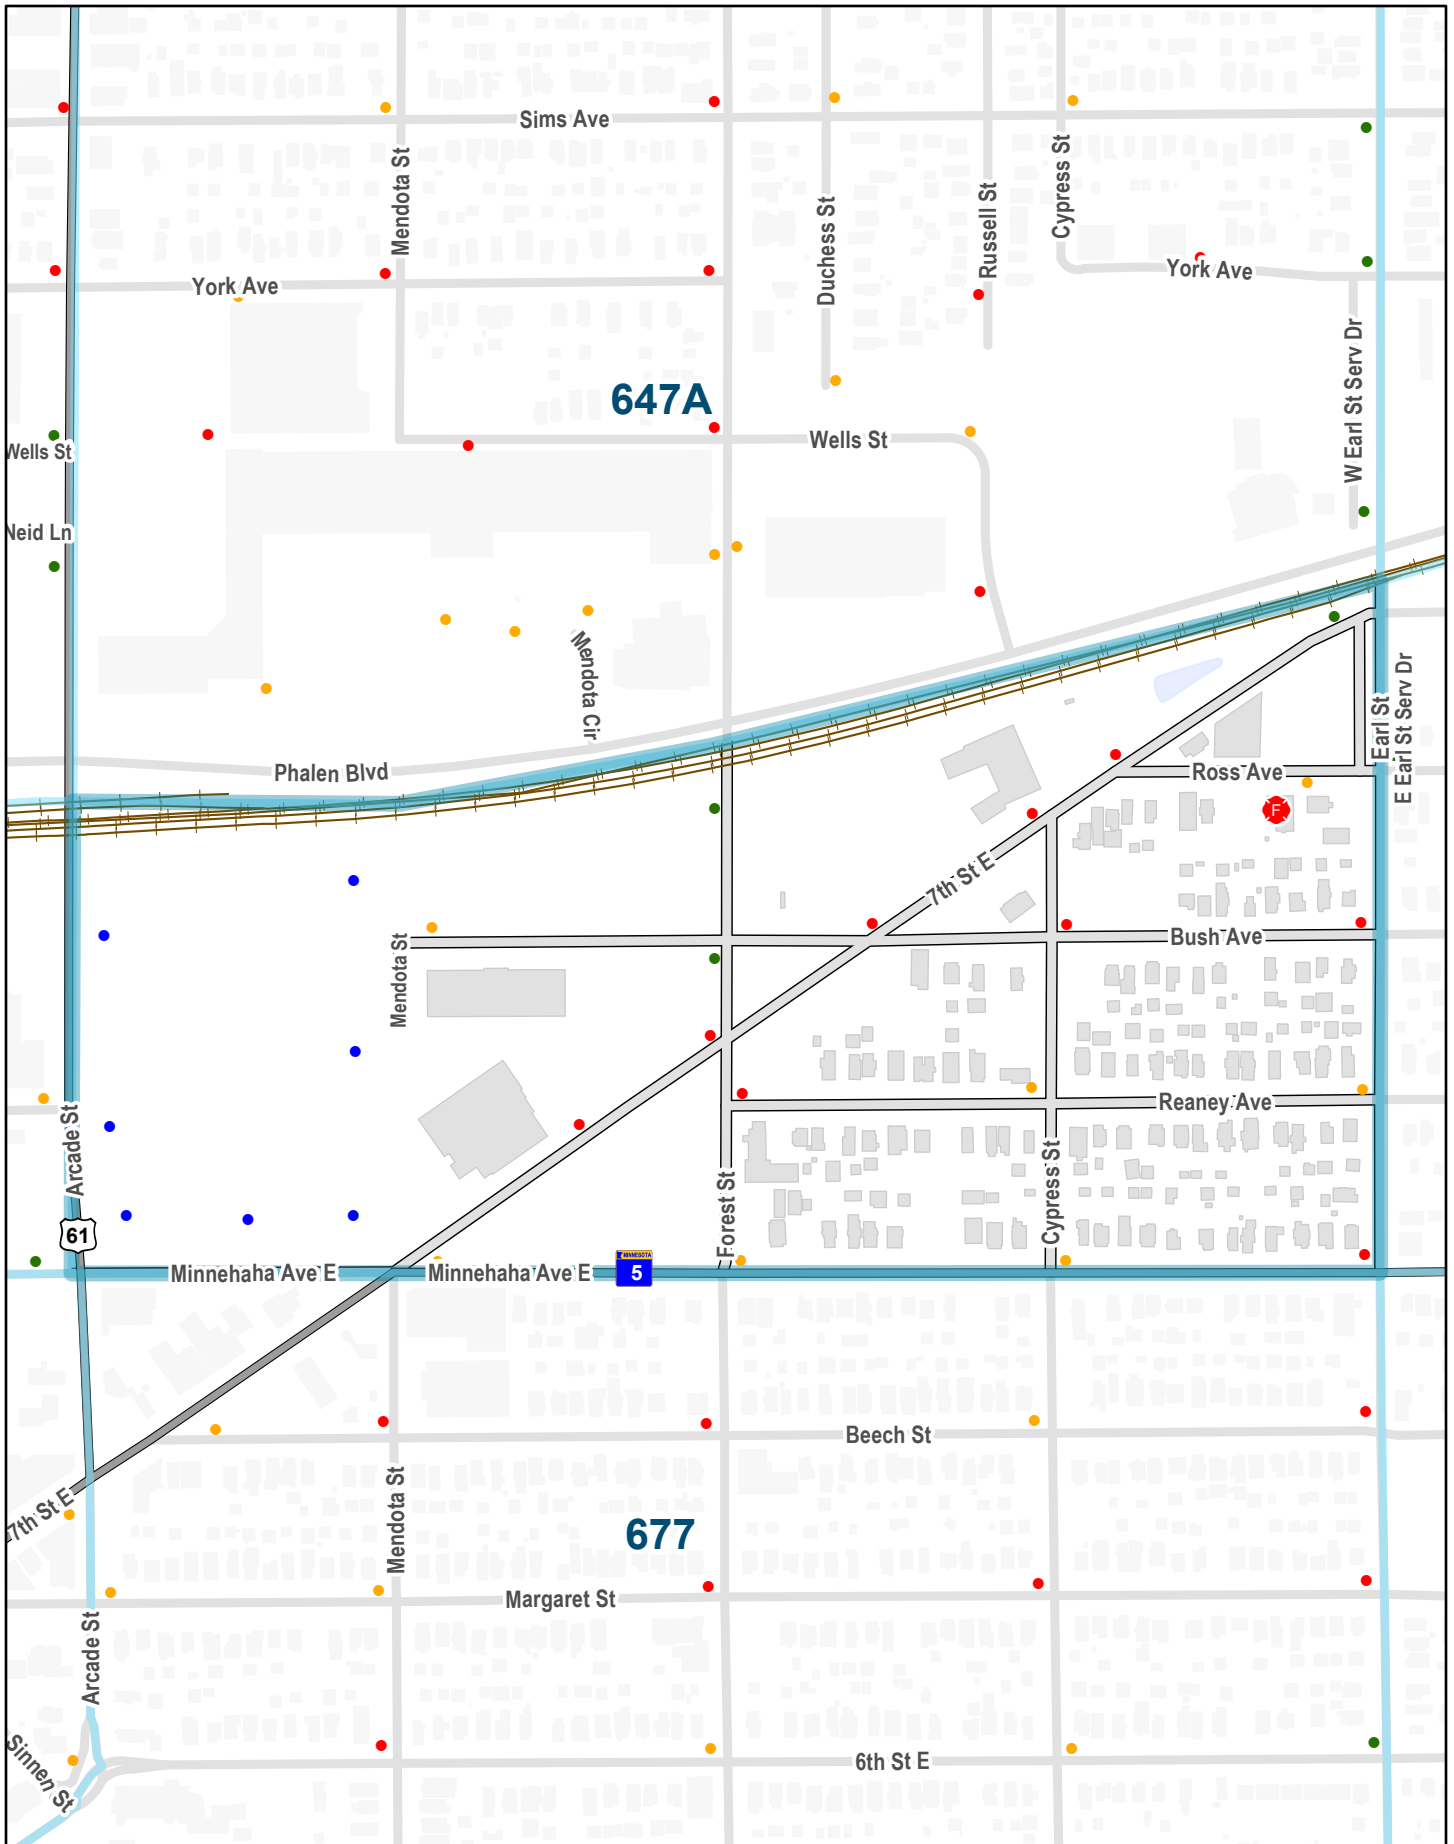 Sims Ave
Mendota St
Cypress St
Duchess St
Russell St
York Ave
York Ave
W Earl St Serv Dr
647A
Wells St
Wells St
Neid Ln
Mendota Cir
Phalen Blvd
Earl St
E Earl St Serv Dr
Ross Ave
F
7th St E
Bush Ave
Mendota St
Reaney Ave
Arcade St
Cypress St
Forest St
61
MINNESOTA
5
Minnehaha Ave E
Minnehaha Ave E
Beech St
Mendota St
7th St E
677
Margaret St
Arcade St
Sinnen St
6th St E